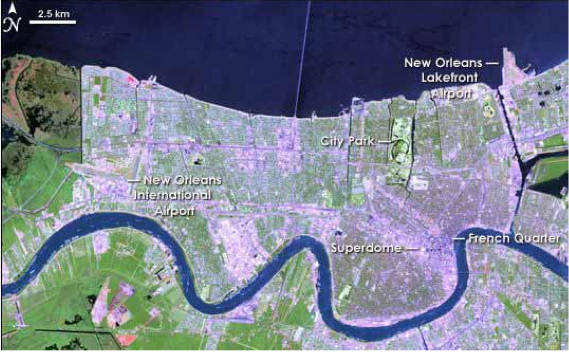 N
2.5 km
New Orleans
Lakefront
Airport
City Park
New Orleans
International
Airport
French Quarter
Superdome